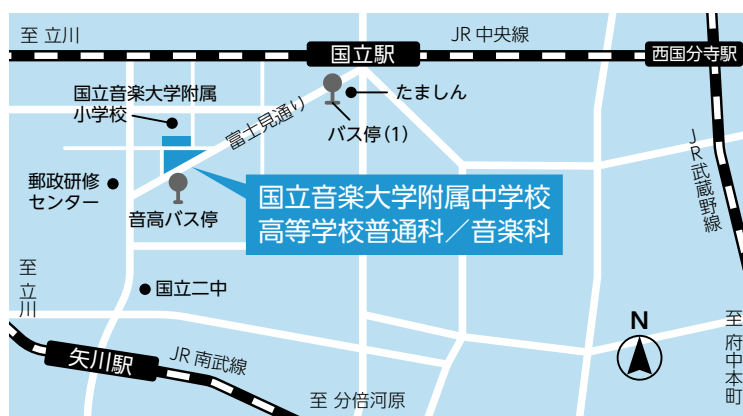 至 立川
JR 中央線
国立駅
西国分寺駅
国立音楽大学附属
小学校
たましん
富士見通り
バス停(1)
JR武蔵野線
郵政研修
センター
国立音楽大学附属中学校
高等学校普通科／音楽科
音高バス停
至 立川
国立二中
N
至 府中本町
矢川駅
JR 南武線
至 分倍河原